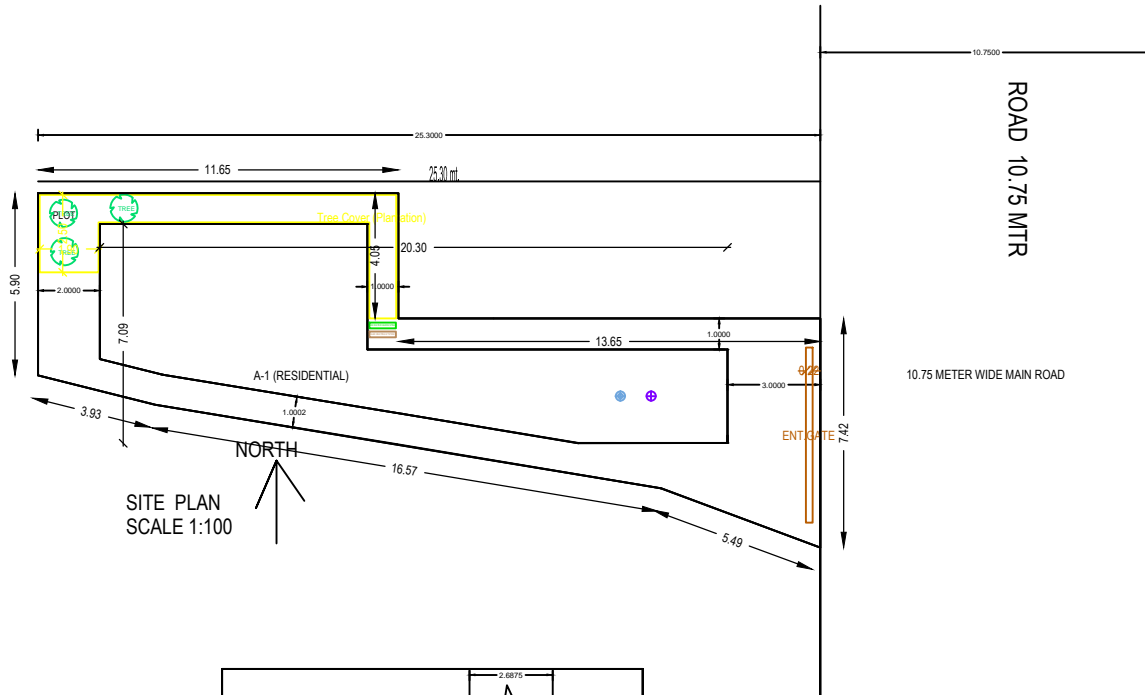 10.7500
ROAD 10.75 MTR
25.3000
11.65
25.30 mt.
PLOT
TREE
Tree Cover (Plantation)
TREE
20.30
4.05
5.90
2.0000
1.0000
7.09
1.0000
13.65
A-1 (RESIDENTIAL)
3.0000
10.75 METER WIDE MAIN ROAD
3.93
1.0002
ENT.GATE
7.42
NORTH
16.57
SITE PLAN
SCALE 1:100
5.49
2.6875